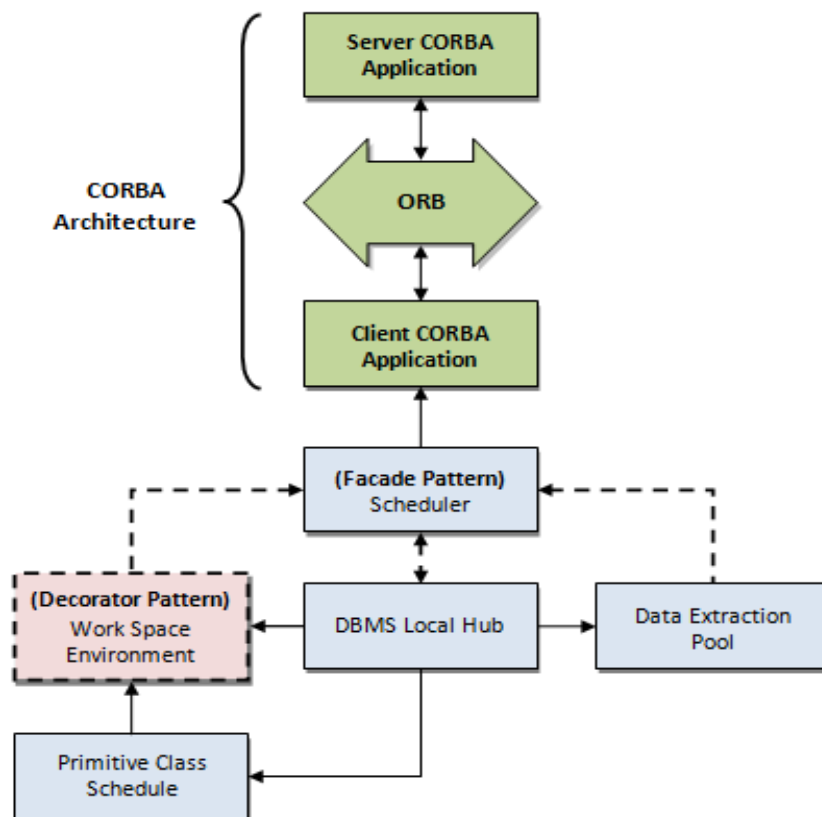 Server CORBA
Application
ORB
CORBA
Architecture
Client CORBA
Application
(Facade Pattern)
Scheduler
(Decorator Pattern)
Work Space
Environment
DBMS Local Hub
Data Extraction
Pool
Primitive Class
Schedule